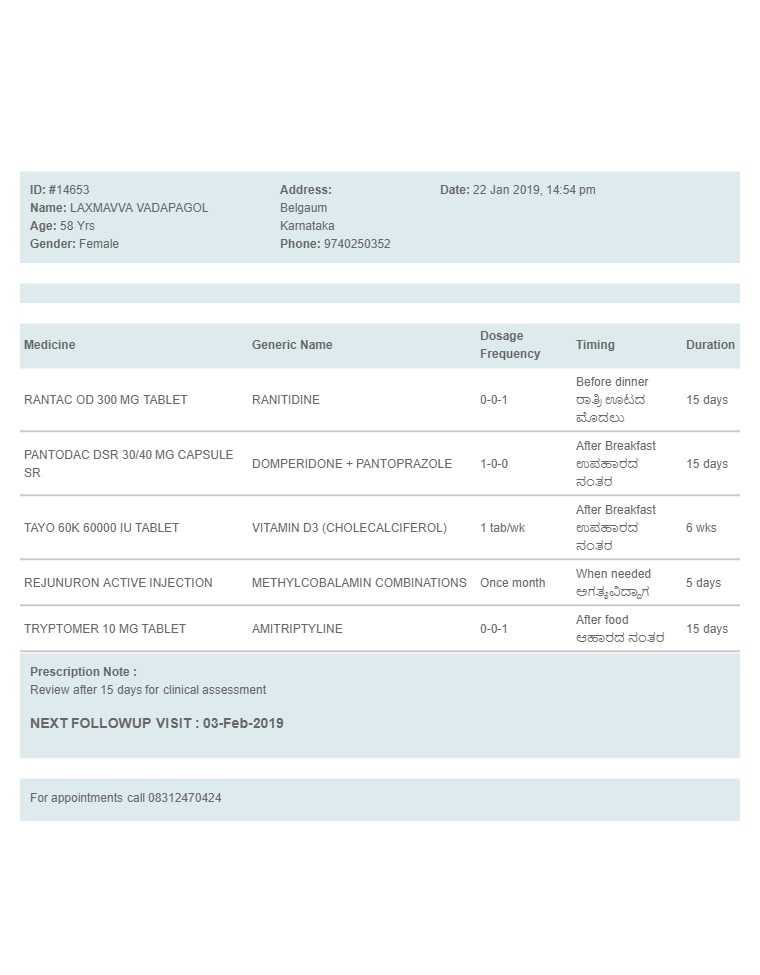 ID: #14653
Name: LAXMAVVA VADAPAGOL
Age: 58 Yrs
Gender: Female
Address:
Belgaum
Karnataka
Phone: 9740250352
Date: 22 Jan 2019, 14:54 pm
Medicine Generic Name Dosage Frequency Timing Duration
RANTAC OD 300 MG TABLET RANITIDINE 0-0-1 Before dinner 15 days
ರಾತ್ರಿ ಊಟದ
ಮೊದಲು
PANTODAC DSR 30/40 MG CAPSULE SR DOMPERIDONE + PANTOPRAZOLE 1-0-0 After Breakfast 15 days
ಉಪಹಾರದ
ನಂತರ
TAYO 60K 60000 IU TABLET VITAMIN D3 (CHOLECALCIFEROL) 1 tab/wk After Breakfast 6 wks
ಉಪಹಾರದ
ನಂತರ
REJUNURON ACTIVE INJECTION METHYLCOBALAMIN COMBINATIONS Once month When needed 5 days
ಅಗತ್ಯವಿದ್ದಾಗ
TRYPTOMER 10 MG TABLET AMITRIPTYLINE 0-0-1 After food 15 days
ಆಹಾರದ ನಂತರ
Prescription Note :
Review after 15 days for clinical assessment
NEXT FOLLOWUP VISIT : 03-Feb-2019
For appointments call 08312470424